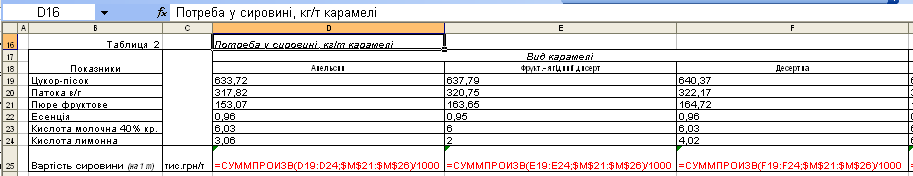 D16 fx Потреба у сировині, кг/т карамелі
A B C D E F
16 Таблиця 2 Потреба у сировині, кг/т карамелі
17 Вид карамелі
18 Показники Апельсин Фрукт.-ягідний десерт Десертна
19 Цукор-пісок 633,72 637,79 640,37
20 Патока в/г 317,82 320,75 322,17
21 Пюре фруктове 153,07 163,65 164,72
22 Есенція 0,96 0,95 0,96
23 Кислота молочна 40% кр. 6,03 6 6,03
24 Кислота лимонна 3,06 2 4,02
25 Вартість сировини (на 1 т) тис.грн/т =СУММПРОИЗВ(D19:D24;$M$21:$M$26)/1000 =СУММПРОИЗВ(E19:E24;$M$21:$M$26)/1000 =СУММПРОИЗВ(F19:F24;$M$21:$M$26)/1000